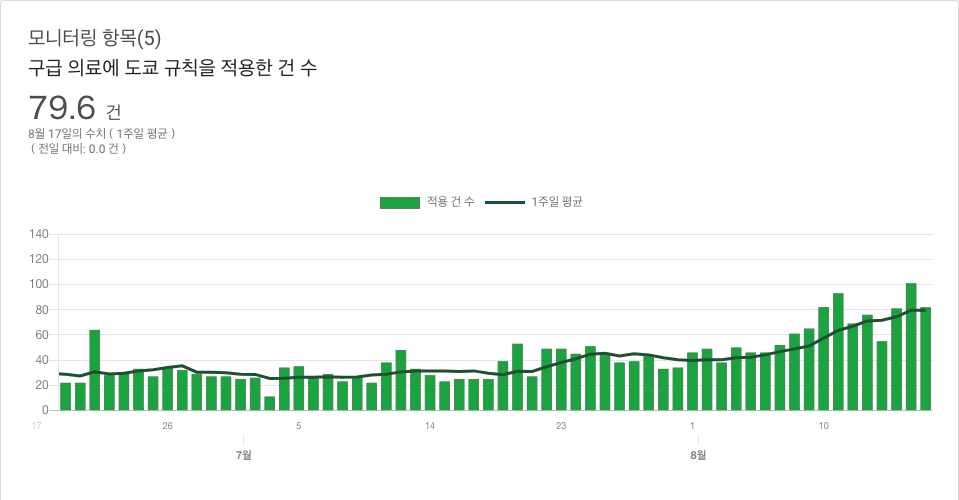 모니터링 항목(5)
구급 의료에 도쿄 규칙을 적용한 건 수
79.6 건
8월 17일의 수치 ( 1주일 평균 )
( 전일 대비: 0.0 건 )
적용 건 수 1주일 평균
140
120
100
80
60
40
20
0
17 26 5 14 23 1 10
7월 8월